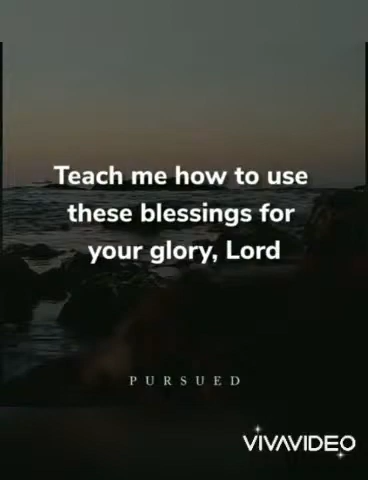 Teach me how to use
these blessings for
your glory, Lord
PURSUED
VIVAVIDEO